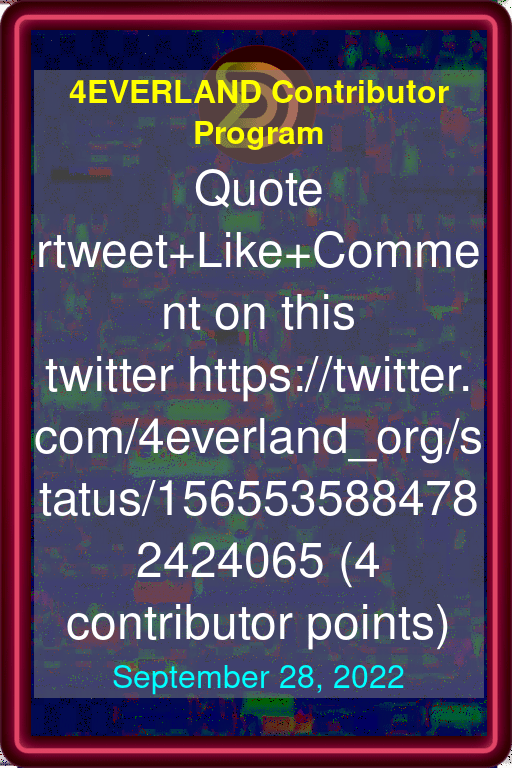 4EVERLAND Contributor
Program
Quote
rtweet+Like+Comme
nt on this
twitter https://twitter.
com/4everland_org/s
tatus/156553588478
2424065 (4
contributor points)
September 28, 2022